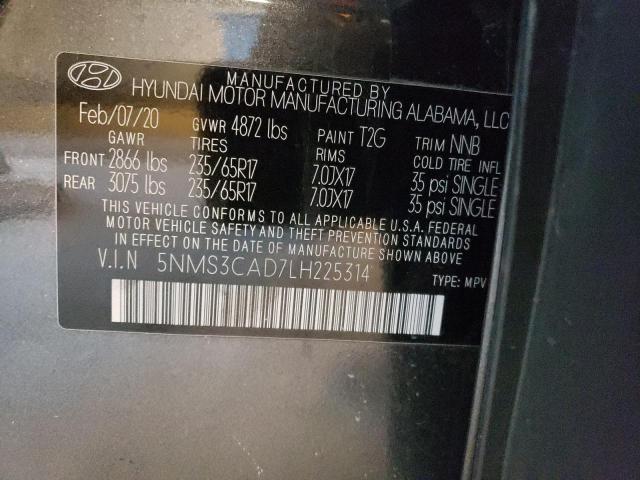 MANUFACTURED BY
HYUNDAI MOTOR MANUFACTURING ALABAMA, LLC
Feb/07/20 GVWR 4872 lbs PAINT T2G TRIM NNB
GAWR TIRES RIMS COLD TIRE INFL
FRONT 2866 lbs 235/65R17 7.0JX17 35 psi SINGLE
REAR 3075 lbs 235/65R17 7.0JX17 35 psi SINGLE
THIS VEHICLE CONFORMS TO ALL APPLICABLE U.S.A. FEDERAL
MOTOR VEHICLE SAFETY AND THEFT PREVENTION STANDARDS
IN EFFECT ON THE DATE OF MANUFACTURE SHOWN ABOVE.
V.I.N 5NMS3CAD7LH225314 TYPE: MPV